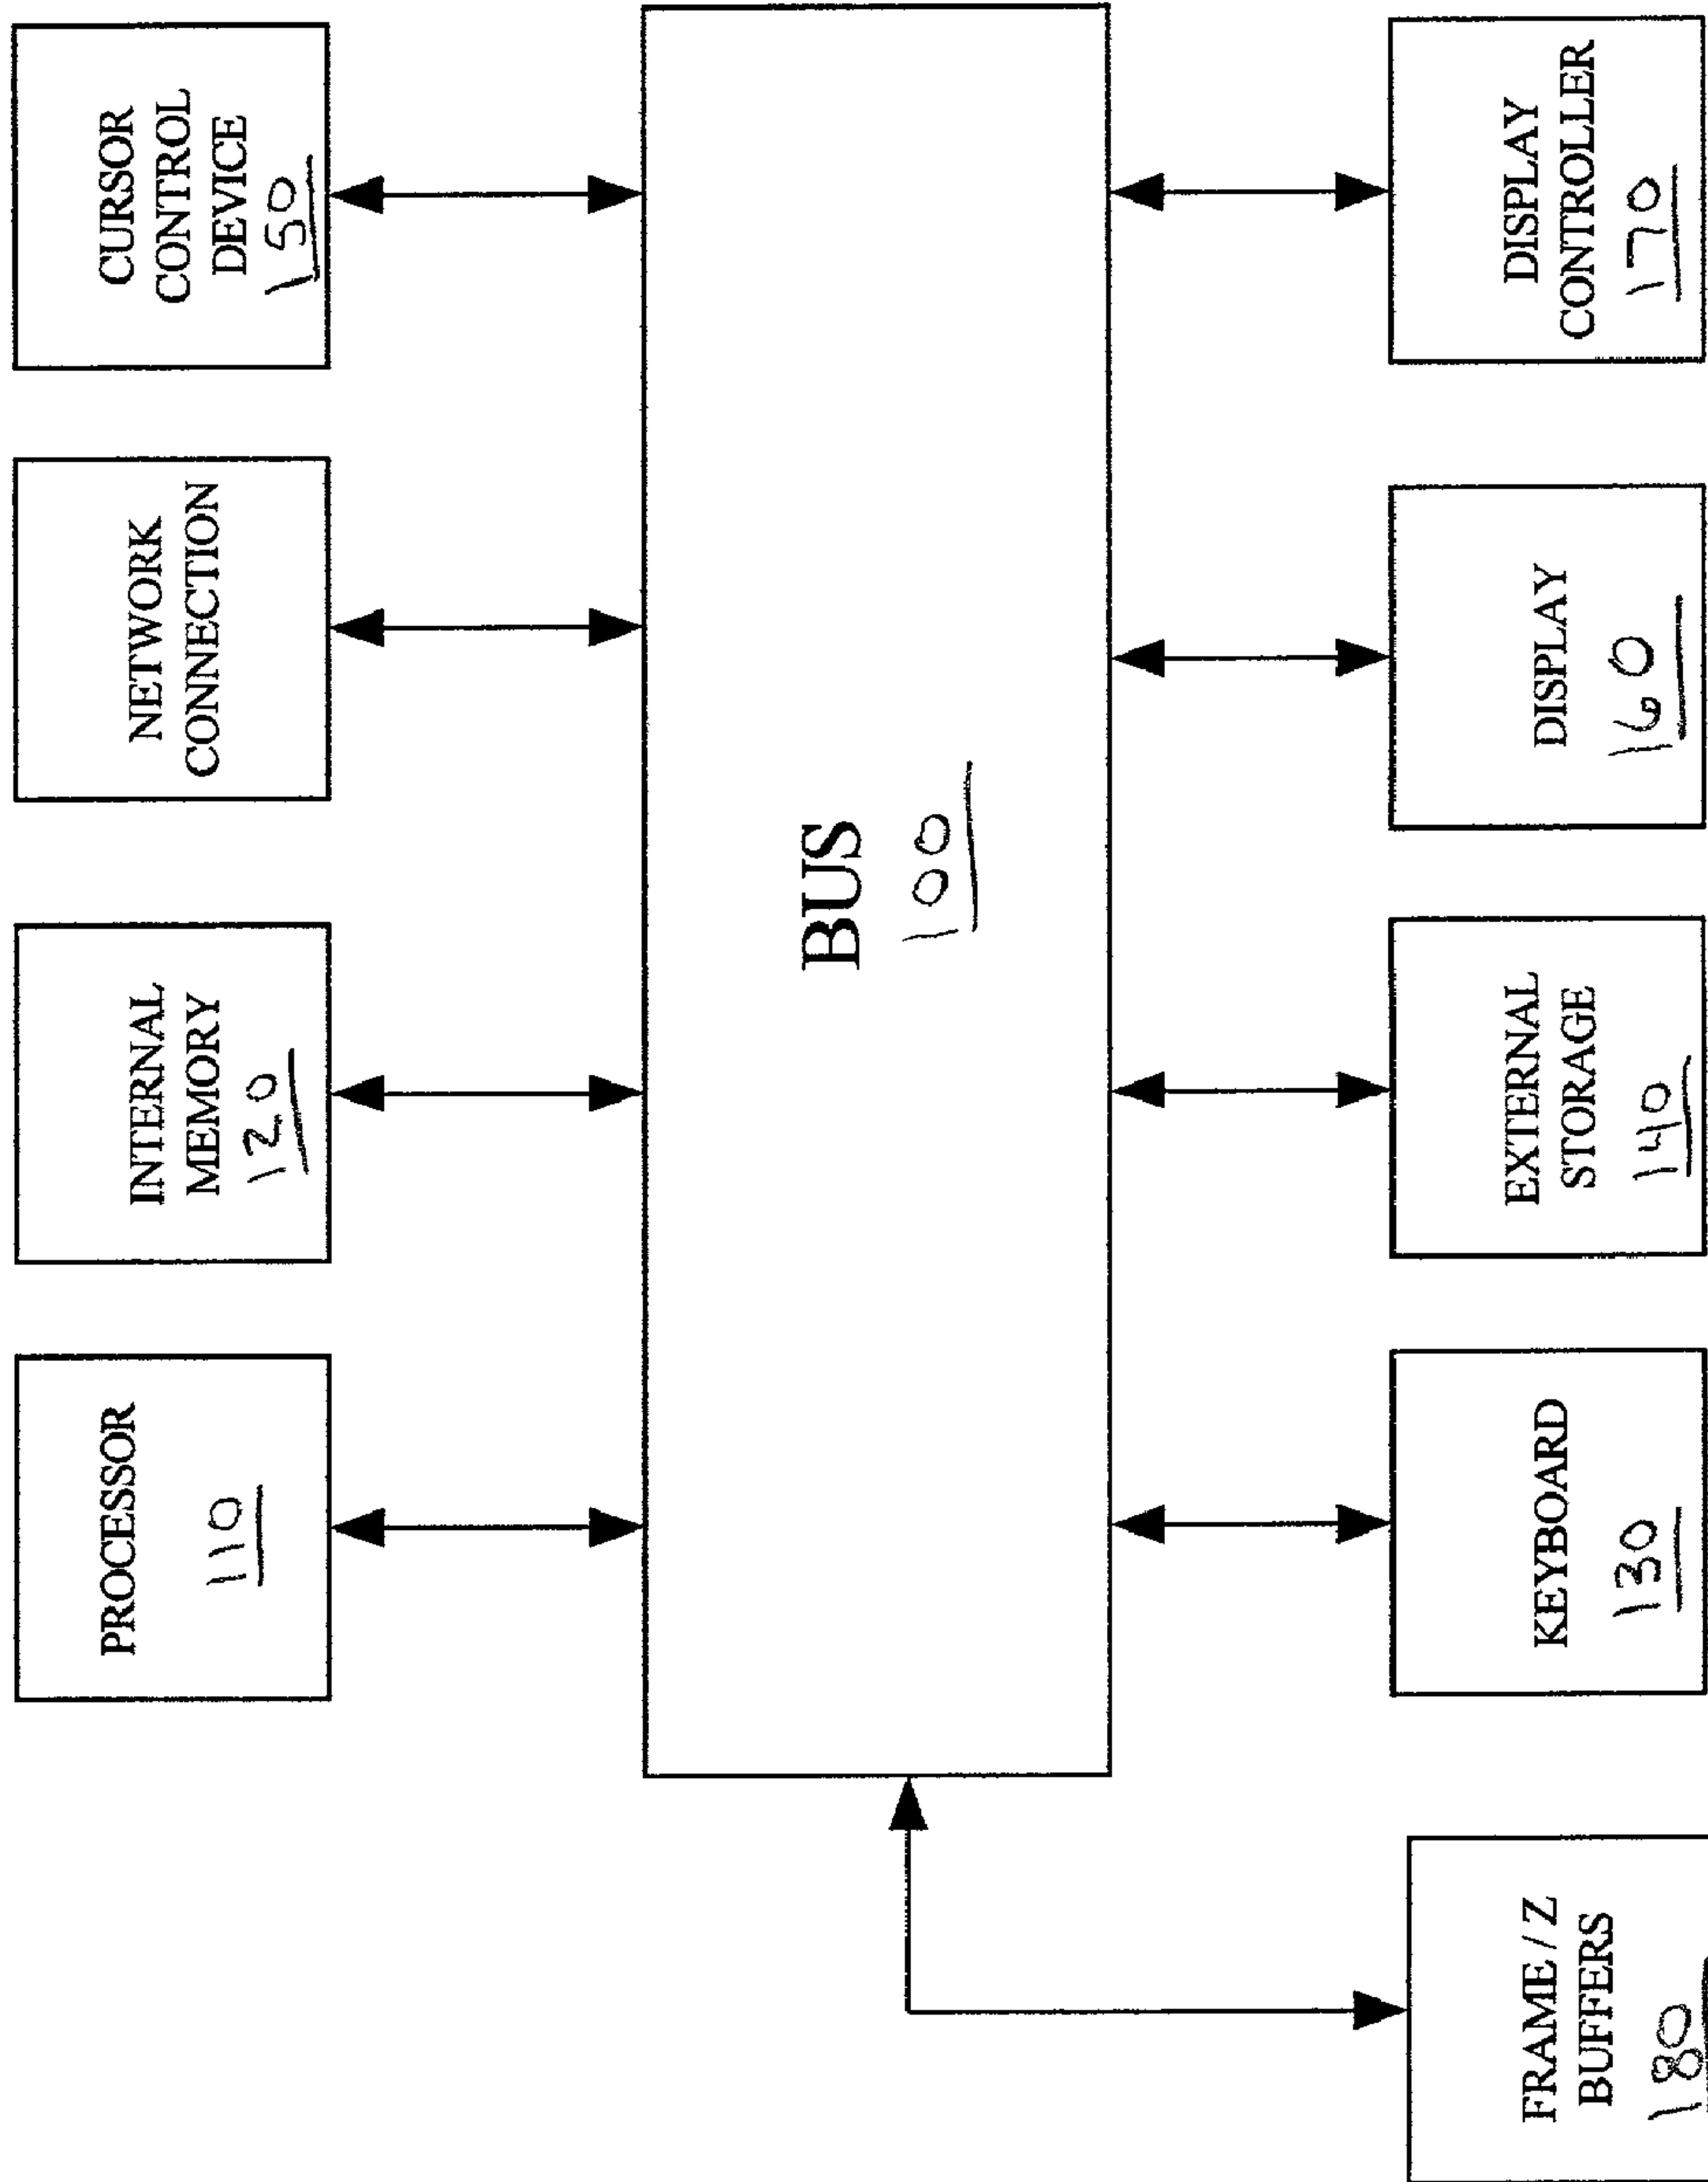 PROCESSOR
110
INTERNAL
MEMORY
120
NETWORK
CONNECTION
CURSOR
CONTROL
DEVICE
150
BUS
100
FRAME / Z
BUFFERS
180
KEYBOARD
130
EXTERNAL
STORAGE
140
DISPLAY
160
DISPLAY
CONTROLLER
170